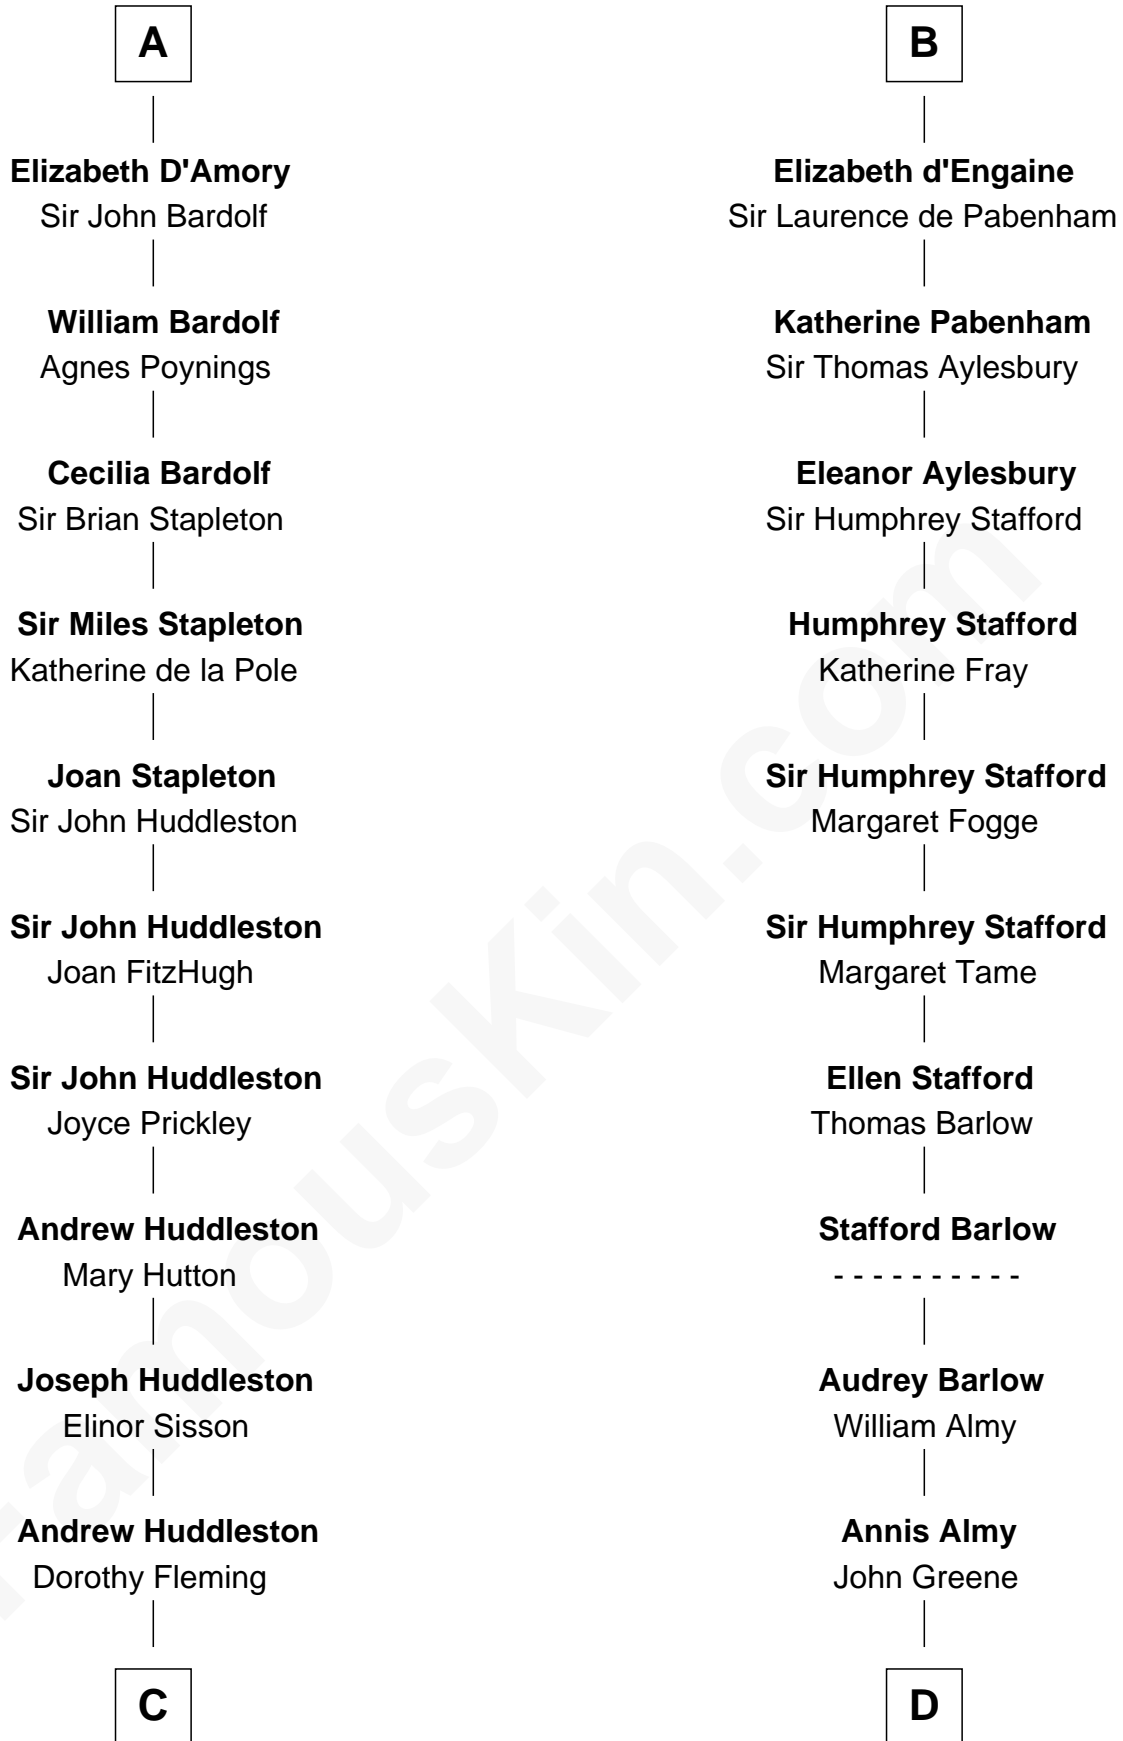 A
Elizabeth D'Amory
Sir John Bardolf
William Bardolf
Agnes Poynings
Cecilia Bardolf
Sir Brian Stapleton
Sir Miles Stapleton
Katherine de la Pole
Joan Stapleton
Sir John Huddleston
Sir John Huddleston
Joan FitzHugh
Sir John Huddleston
Joyce Prickley
Andrew Huddleston
Mary Hutton
Joseph Huddleston
Elinor Sisson
Andrew Huddleston
Dorothy Fleming
C
B
Elizabeth d'Engaine
Sir Laurence de Pabenham
Katherine Pabenham
Sir Thomas Aylesbury
Eleanor Aylesbury
Sir Humphrey Stafford
Humphrey Stafford
Katherine Fray
Sir Humphrey Stafford
Margaret Fogge
Sir Humphrey Stafford
Margaret Tame
Ellen Stafford
Thomas Barlow
Stafford Barlow
- - - - - - - - - -
Audrey Barlow
William Almy
Annis Almy
John Greene
D
FamousKin.com